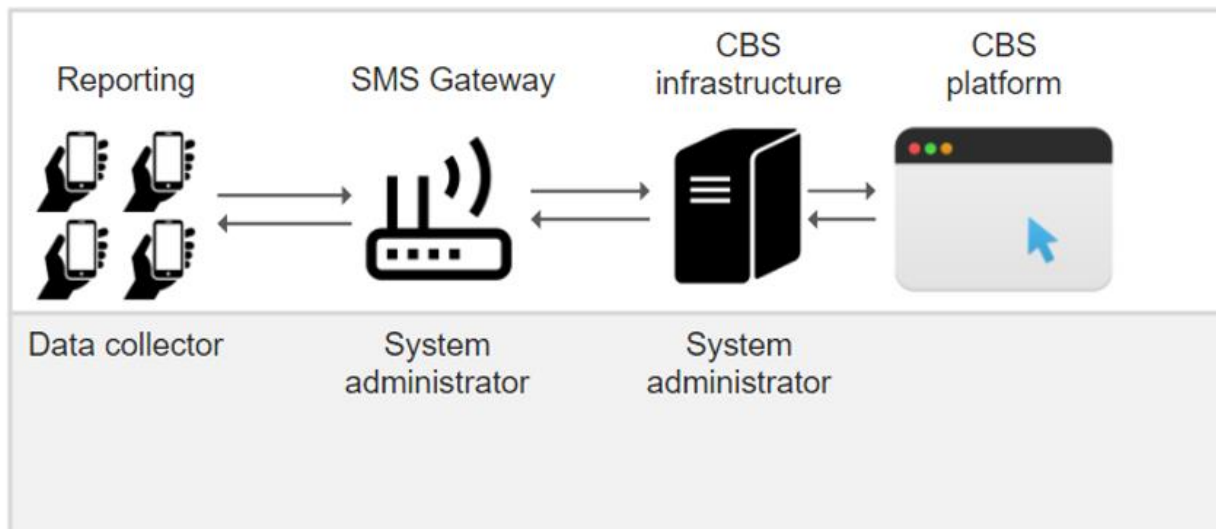 Reporting
SMS Gateway
CBS
infrastructure
CBS
platform
Data collector
System
administrator
System
administrator